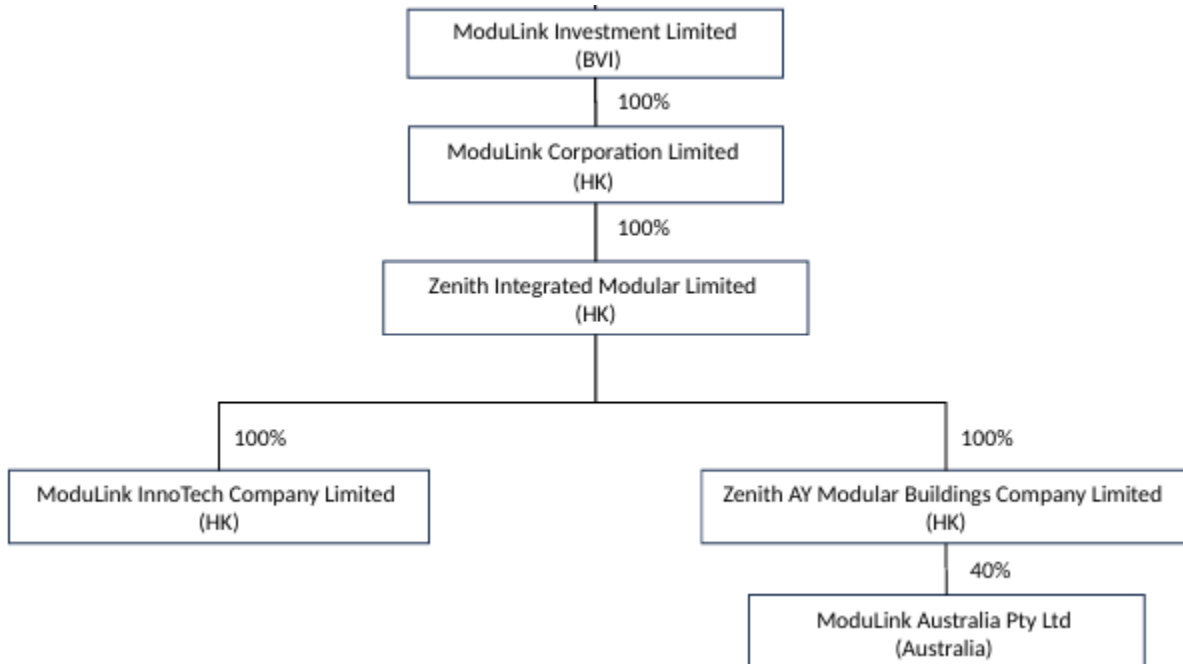 ModuLink Investment Limited
(BVI)
100%
ModuLink Corporation Limited
(HK)
100%
Zenith Integrated Modular Limited
(HK)
100%
100%
ModuLink InnoTech Company Limited
(HK)
Zenith AY Modular Buildings Company Limited
(HK)
40%
ModuLink Australia Pty Ltd
(Australia)